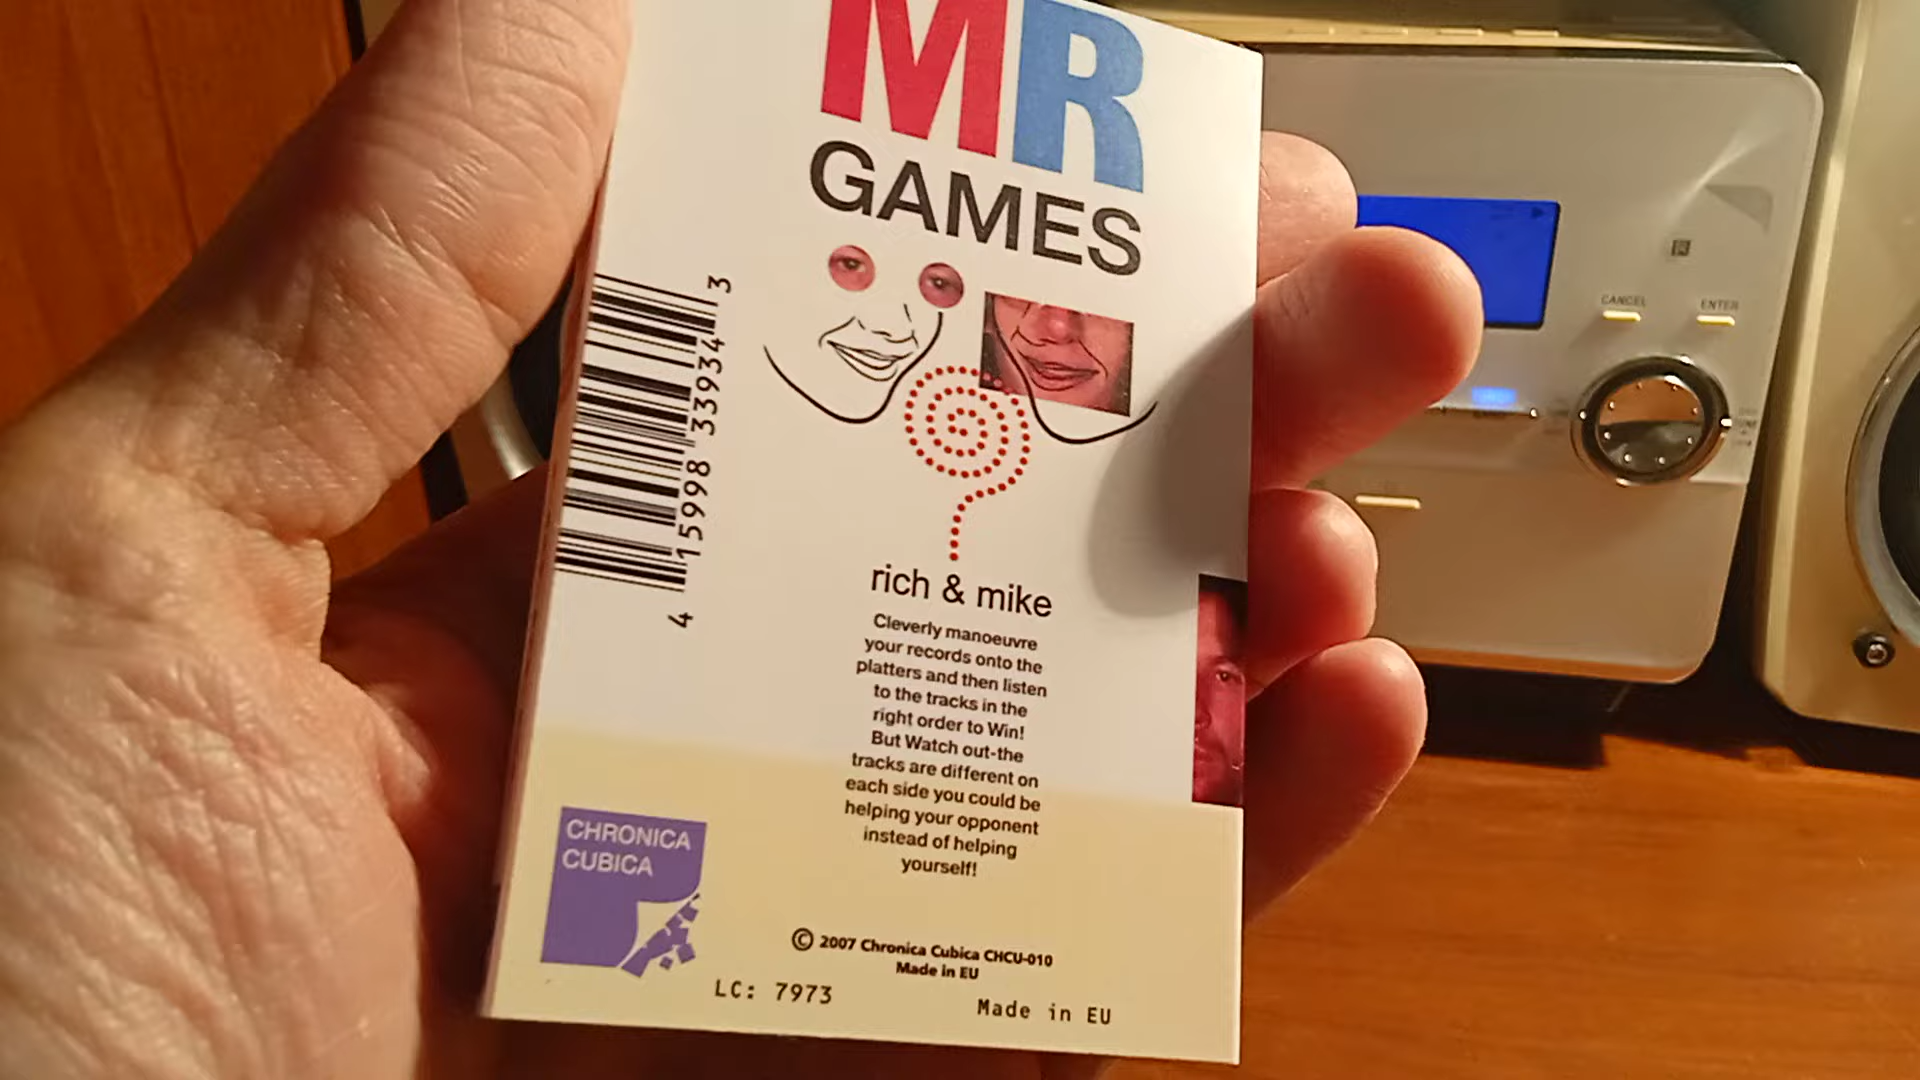 MR
GAMES
4 15998 33934 3
rich & mike
Cleverly manoeuvre
your records onto the
platters and then listen
to the tracks in the
right order to Win!
But Watch out-the
tracks are different on
each side you could be
helping your opponent
instead of helping
yourself!
CHRONICA
CUBICA
© 2007 Chronica Cubica CHCU-010
Made in EU
LC: 7973
Made in EU
CANCEL
ENTER